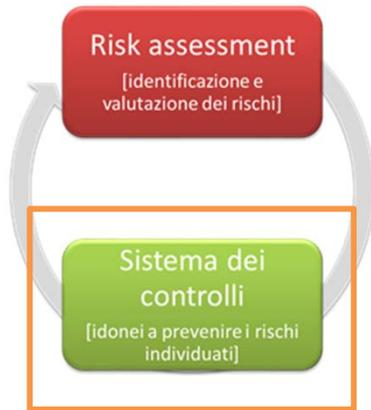 Risk assessment
[identificazione e
valutazione dei rischi]
Sistema dei
controlli
[idonei a prevenire i rischi
individuati]